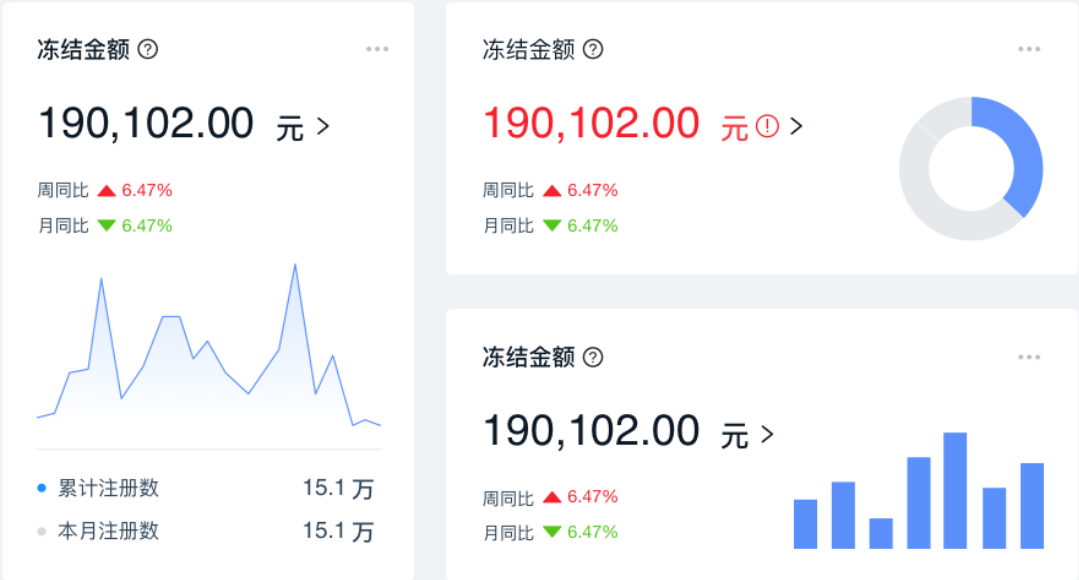 冻结金额 ?
190,102.00 元 >
周同比 ▲ 6.47%
月同比 ▼ 6.47%
累计注册数 15.1 万
本月注册数 15.1 万
冻结金额 ?
190,102.00 元 ! >
周同比 ▲ 6.47%
月同比 ▼ 6.47%
冻结金额 ?
190,102.00 元 >
周同比 ▲ 6.47%
月同比 ▼ 6.47%